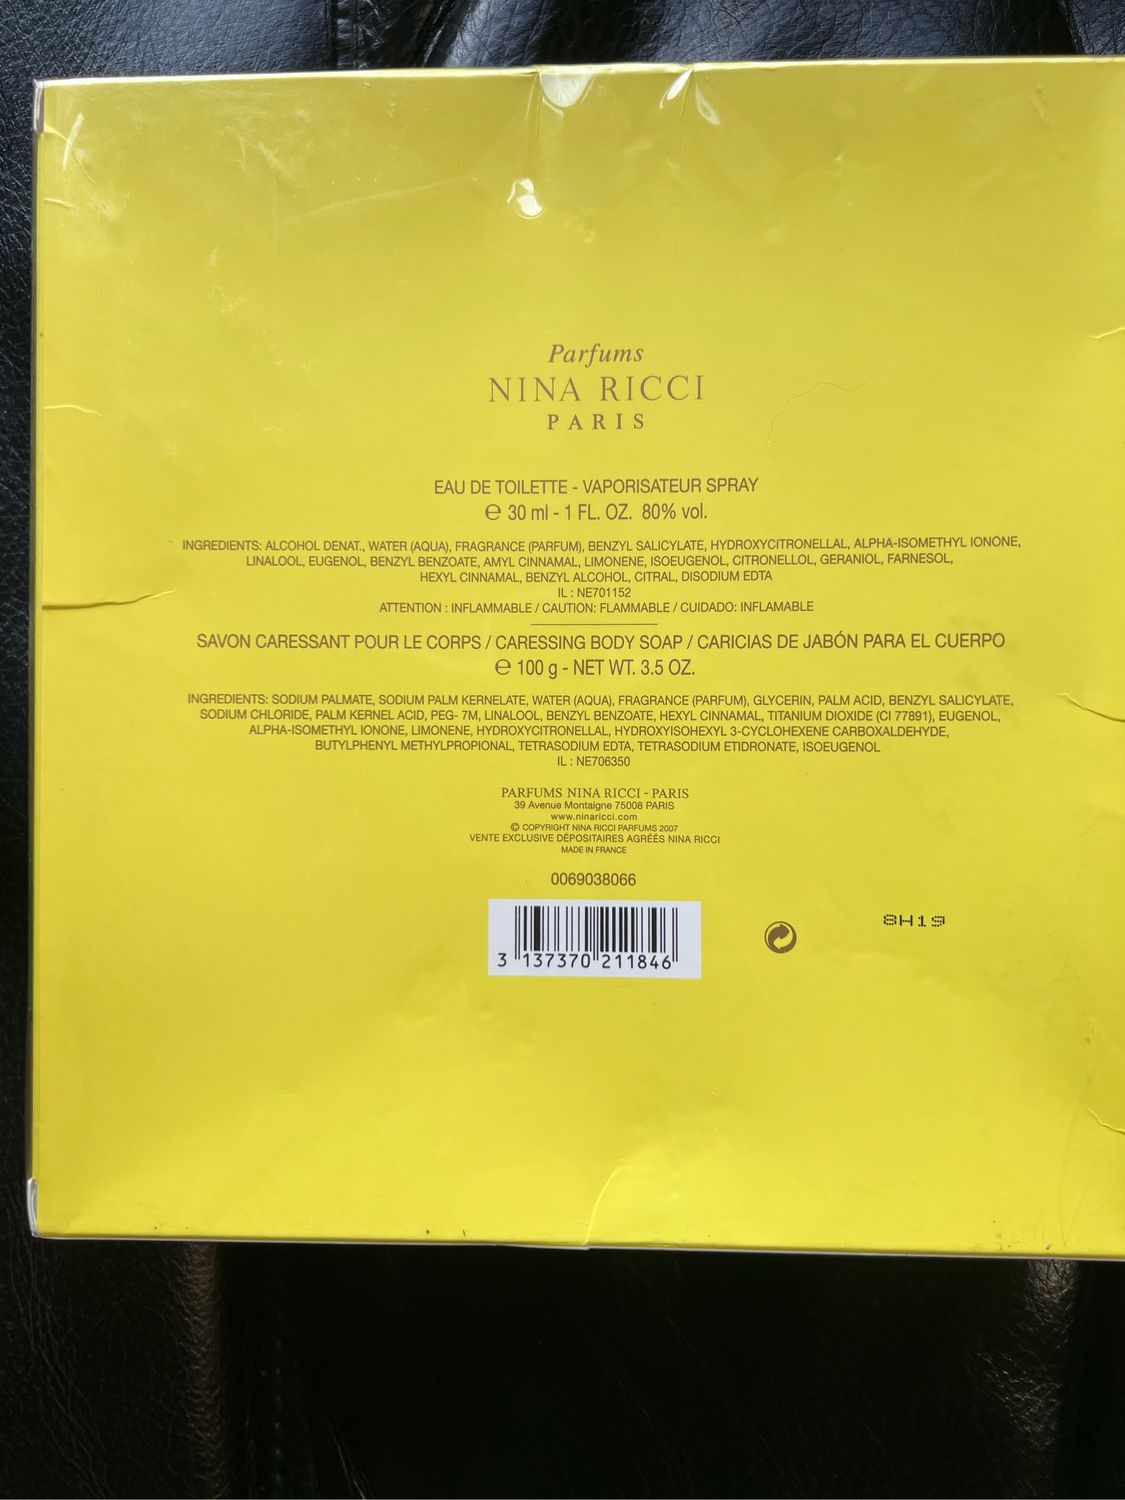 Parfums
NINA RICCI
PARIS
EAU DE TOILETTE - VAPORISATEUR SPRAY
℮ 30 ml - 1 FL. OZ. 80% vol.
INGREDIENTS: ALCOHOL DENAT., WATER (AQUA), FRAGRANCE (PARFUM), BENZYL SALICYLATE, HYDROXYCITRONELLAL, ALPHA-ISOMETHYL IONONE,
LINALOOL, EUGENOL, BENZYL BENZOATE, AMYL CINNAMAL, LIMONENE, ISOEUGENOL, CITRONELLOL, GERANIOL, FARNESOL,
HEXYL CINNAMAL, BENZYL ALCOHOL, CITRAL, DISODIUM EDTA
IL : NE701152
ATTENTION : INFLAMMABLE / CAUTION: FLAMMABLE / CUIDADO: INFLAMABLE
SAVON CARESSANT POUR LE CORPS / CARESSING BODY SOAP / CARICIAS DE JABÓN PARA EL CUERPO
℮ 100 g - NET WT. 3.5 OZ.
INGREDIENTS: SODIUM PALMATE, SODIUM PALM KERNELATE, WATER (AQUA), FRAGRANCE (PARFUM), GLYCERIN, PALM ACID, BENZYL SALICYLATE,
SODIUM CHLORIDE, PALM KERNEL ACID, PEG- 7M, LINALOOL, BENZYL BENZOATE, HEXYL CINNAMAL, TITANIUM DIOXIDE (CI 77891), EUGENOL,
ALPHA-ISOMETHYL IONONE, LIMONENE, HYDROXYCITRONELLAL, HYDROXYISOHEXYL 3-CYCLOHEXENE CARBOXALDEHYDE,
BUTYLPHENYL METHYLPROPIONAL, TETRASODIUM EDTA, TETRASODIUM ETIDRONATE, ISOEUGENOL
IL : NE706350
PARFUMS NINA RICCI - PARIS
39 Avenue Montaigne 75008 PARIS
www.ninaricci.com
© COPYRIGHT NINA RICCI PARFUMS 2007
VENTE EXCLUSIVE DÉPOSITAIRES AGRÉÉS NINA RICCI
MADE IN FRANCE
0069038066
8H19
3 137370 211846